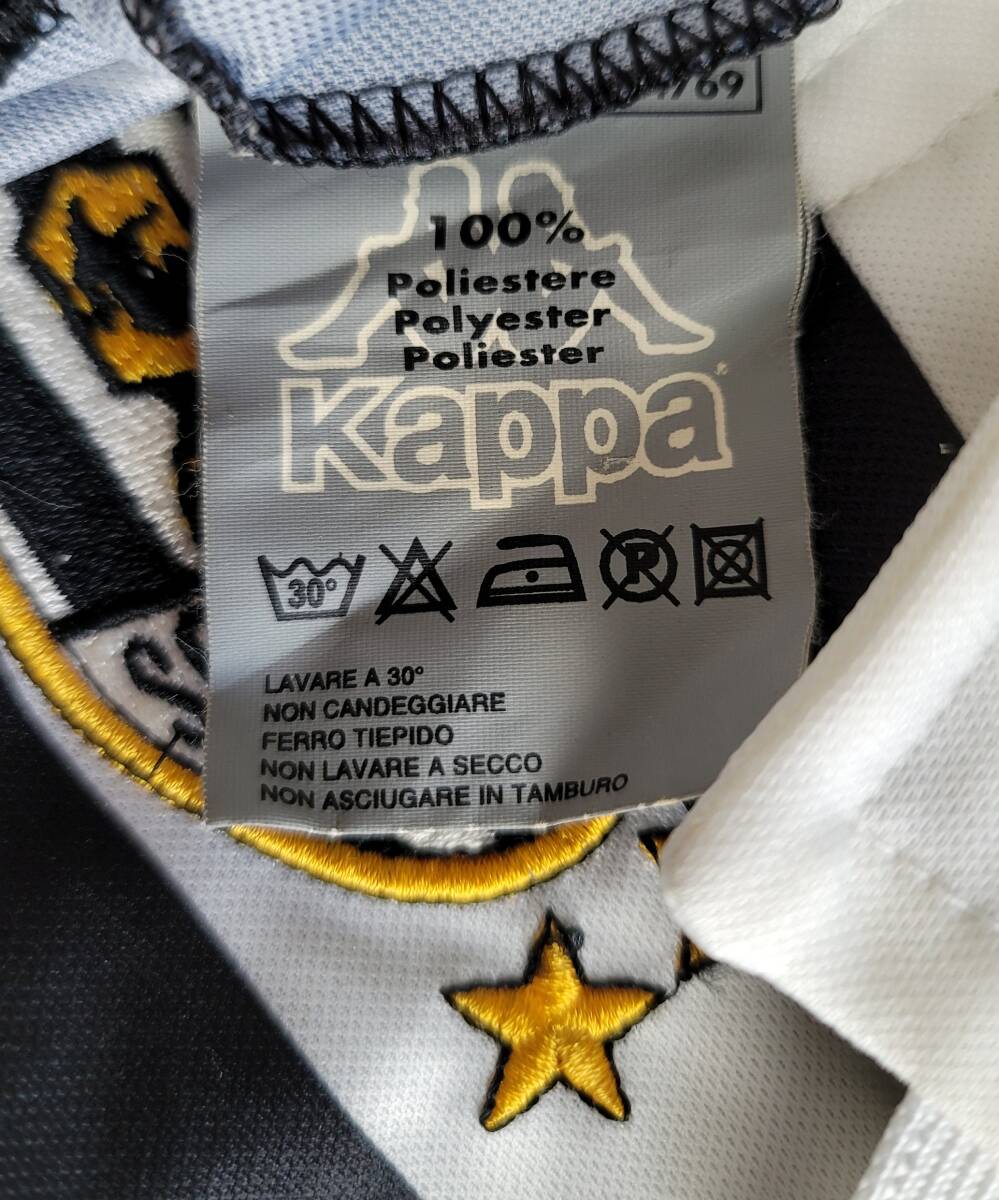 100%
Poliestere
Polyester
Poliester
Kappa
30°
P
LAVARE A 30°
NON CANDEGGIARE
FERRO TIEPIDO
NON LAVARE A SECCO
NON ASCIUGARE IN TAMBURO